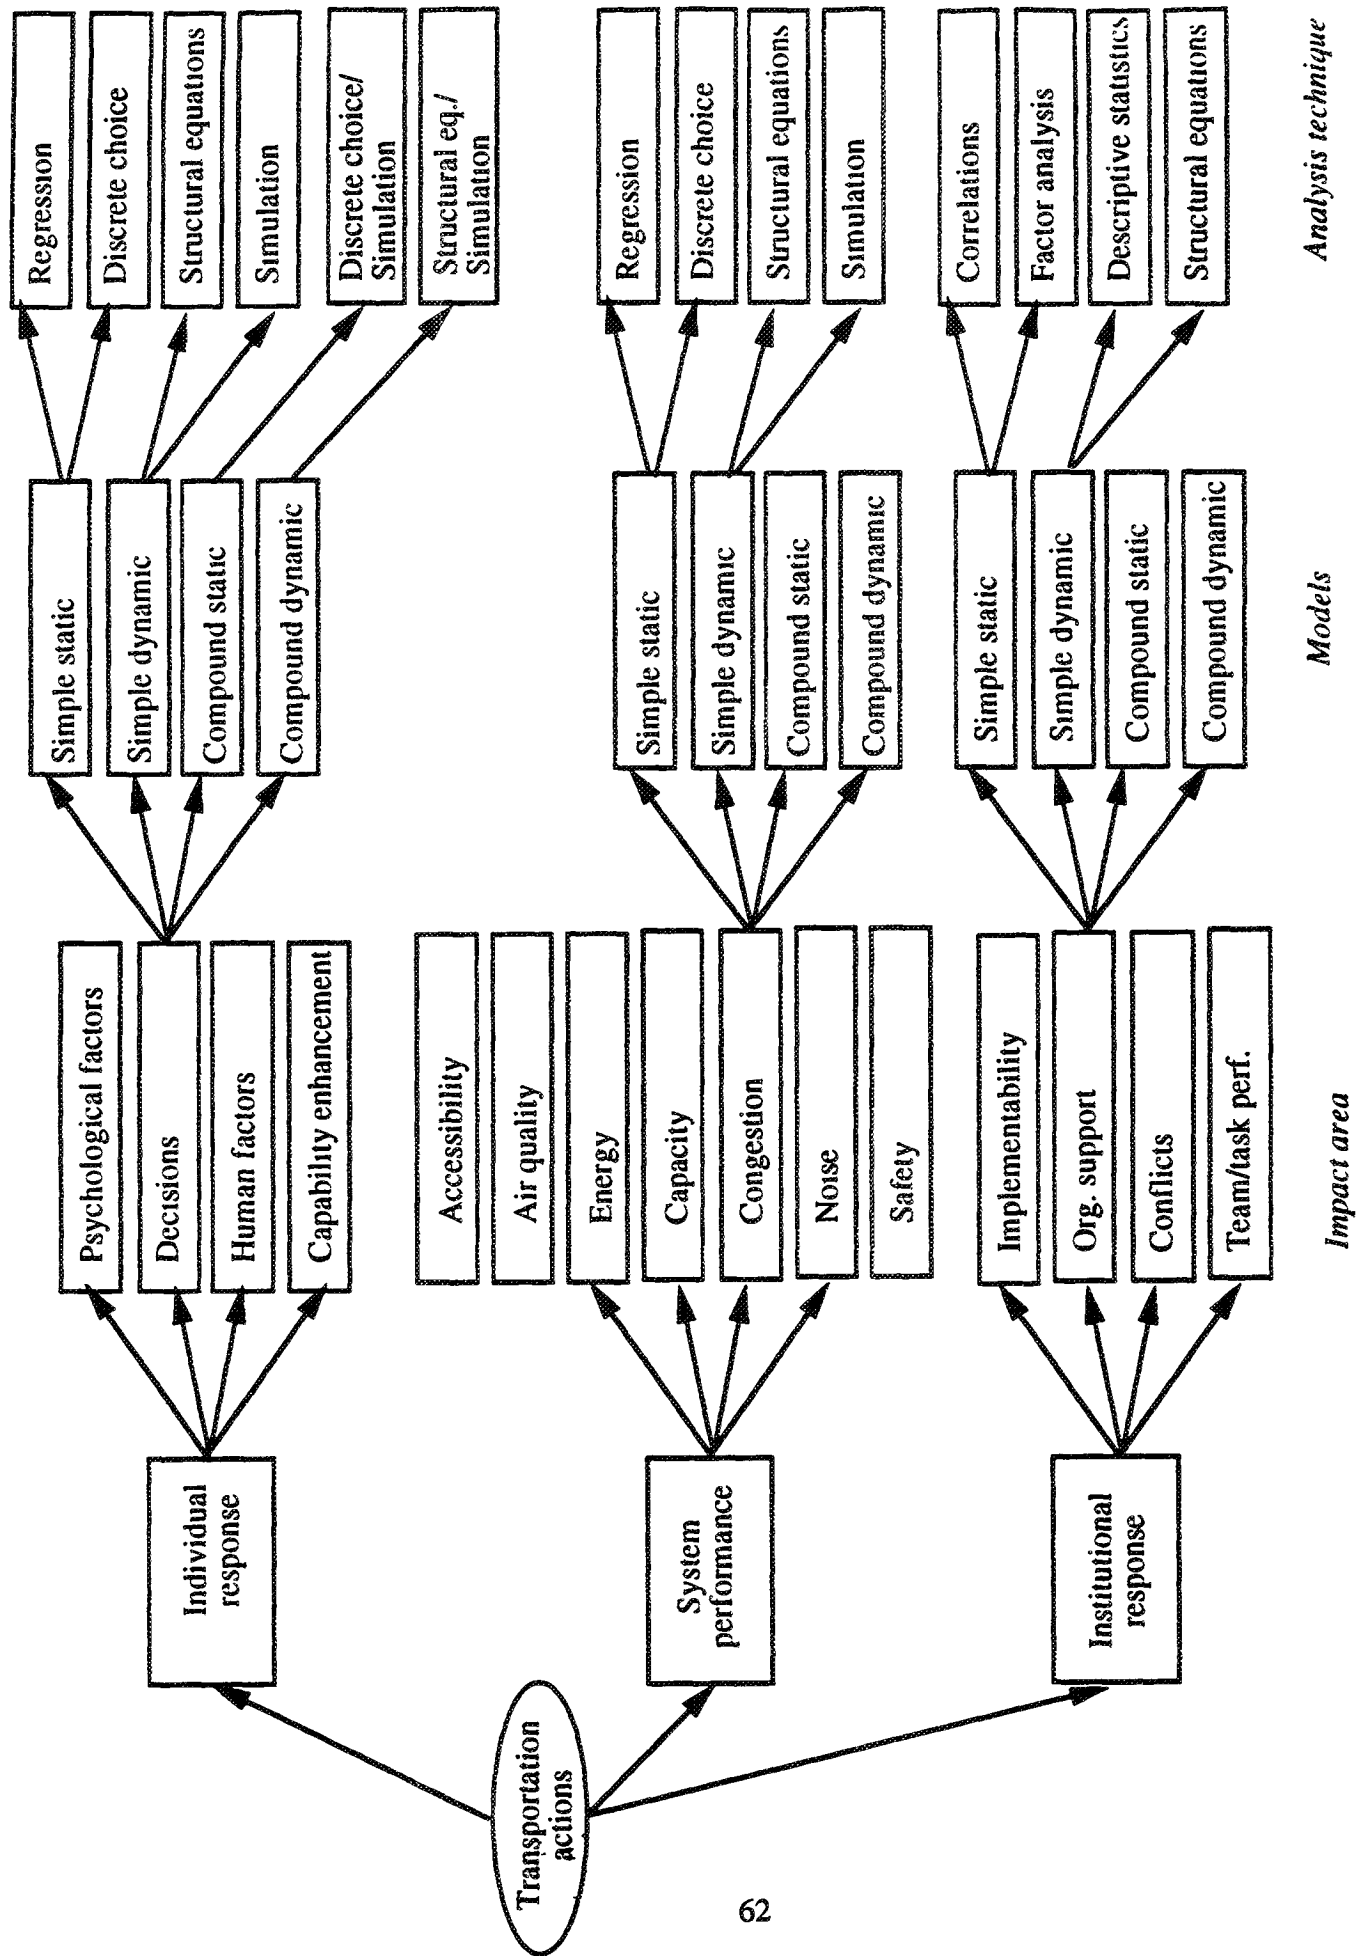 Transportation
actions
Individual
response
System
performance
Institutional
response
Psychological factors
Decisions
Human factors
Capability enhancement
Accessibility
Air quality
Energy
Capacity
Congestion
Noise
Safety
Implementability
Org. support
Conflicts
Team/task perf.
Impact area
Simple static
Simple dynamic
Compound static
Compound dynamic
Simple static
Simple dynamic
Compound static
Compound dynamic
Simple static
Simple dynamic
Compound static
Compound dynamic
Models
Regression
Discrete choice
Structural equations
Simulation
Discrete choice/
Simulation
Structural eq./
Simulation
Regression
Discrete choice
Structural equations
Simulation
Correlations
Factor analysis
Descriptive statistics
Structural equations
Analysis technique
62